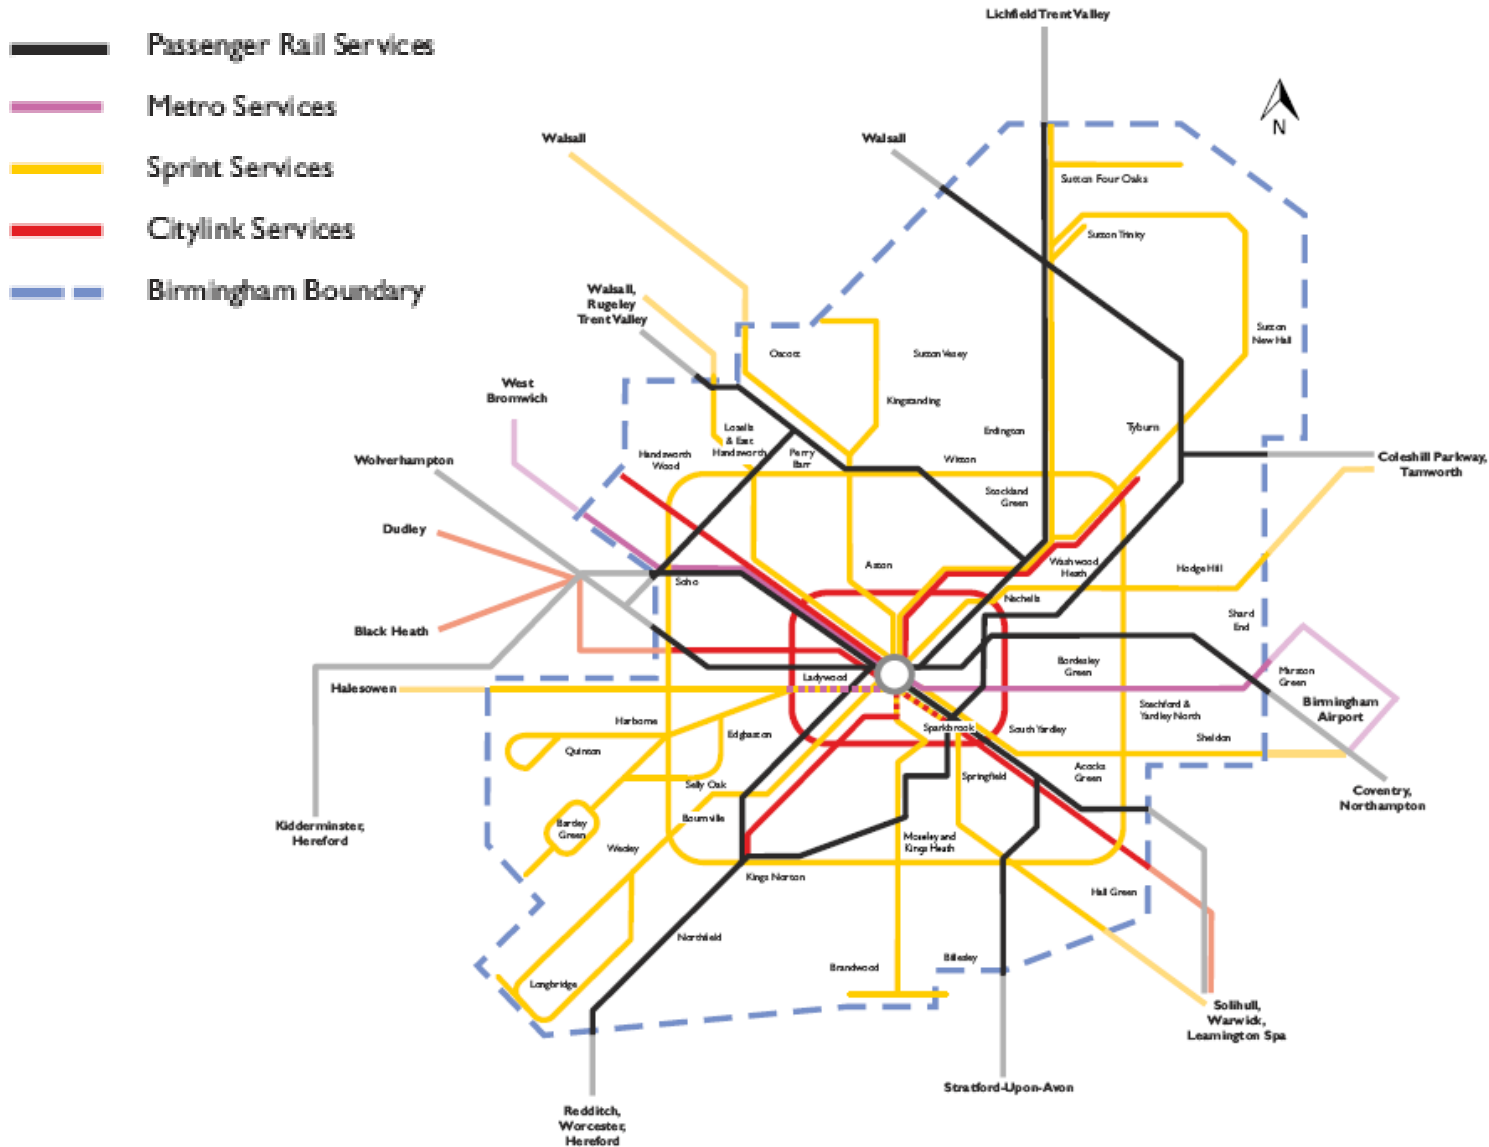 Passenger Rail Services
Metro Services
Sprint Services
Citylink Services
Birmingham Boundary
Lichfield Trent Valley
N
Walsall
Walsall
Sutton Four Oaks
Sutton Trinity
Walsall,
Rugeley
Trent Valley
Sutton
New Hall
Oscott
Sutton Vesey
West
Bromwich
Kingstanding
Erdington
Tyburn
Lozells
& East
Handsworth
Handsworth
Wood
Perry
Barr
Witton
Wolverhampton
Coleshill Parkway,
Tamworth
Stockland
Green
Dudley
Aston
Washwood
Heath
Hodge Hill
Soho
Nechells
Shard
End
Black Heath
Bordesley
Green
Marston
Green
Ladywood
Halesowen
Birmingham
Airport
Stechford &
Yardley North
Harborne
Edgbaston
Sparkbrook
South Yardley
Sheldon
Quinton
Acocks
Green
Springfield
Selly Oak
Coventry,
Northampton
Bournville
Bartley
Green
Kidderminster,
Hereford
Moseley and
Kings Heath
Weoley
Kings Norton
Hall Green
Northfield
Billesley
Brandwood
Longbridge
Solihull,
Warwick,
Leamington Spa
Stratford-Upon-Avon
Redditch,
Worcester,
Hereford